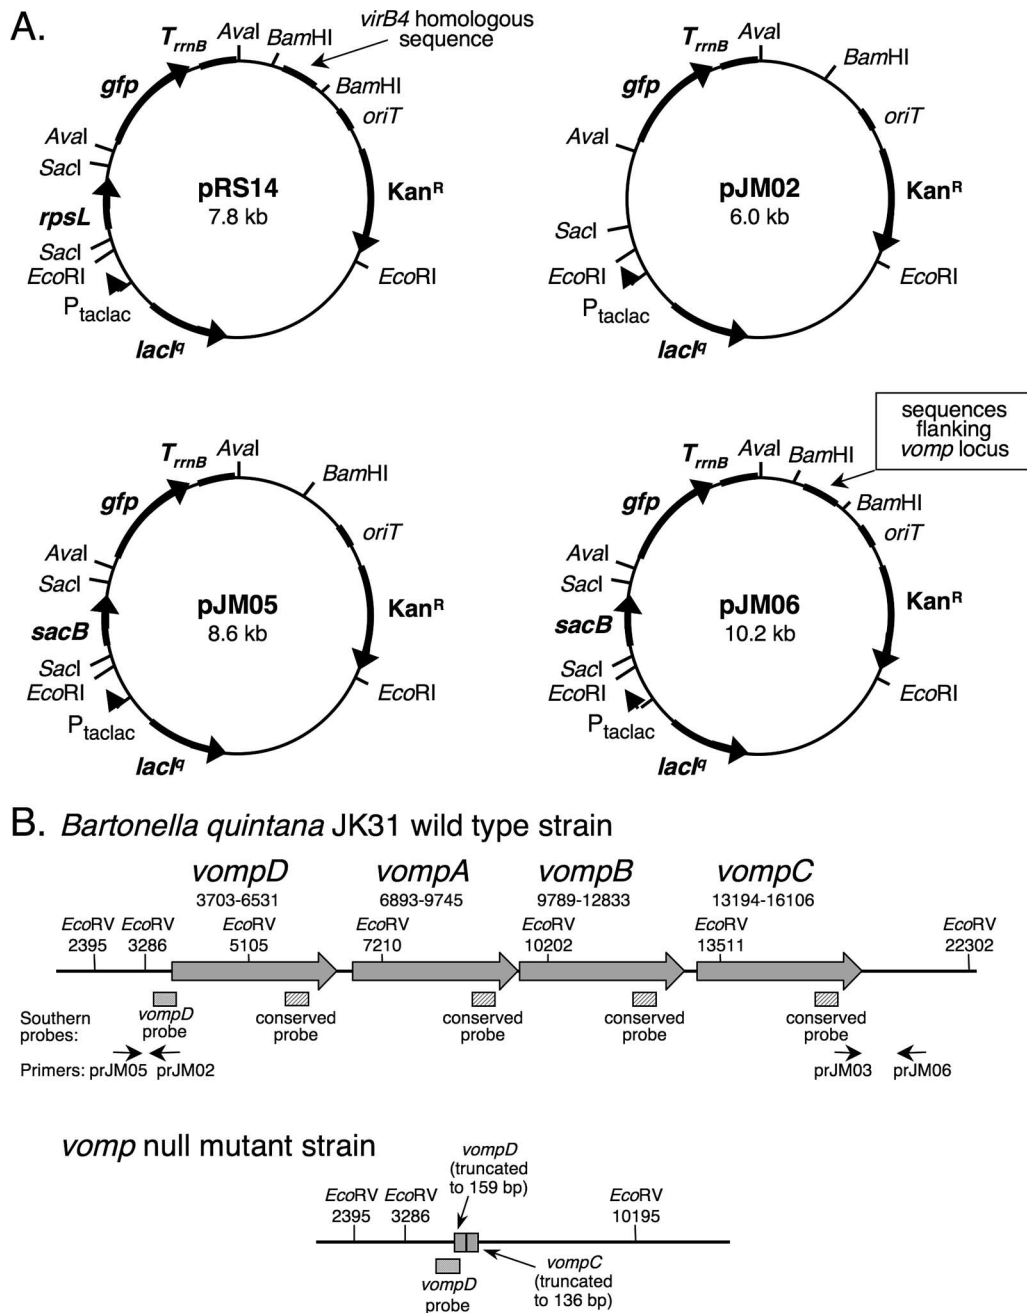 A.
virB4 homologous
sequence
TrrnB
AvaI
BamHI
BamHI
gfp
oriT
AvaI
SacI
pRS14
7.8 kb
KanR
rpsL
SacI
EcoRI
EcoRI
Ptaclac
lacIq
TrrnB
AvaI
BamHI
gfp
oriT
AvaI
pJM02
6.0 kb
KanR
SacI
EcoRI
EcoRI
Ptaclac
lacIq
TrrnB
AvaI
BamHI
gfp
oriT
AvaI
SacI
pJM05
8.6 kb
KanR
sacB
SacI
EcoRI
EcoRI
Ptaclac
lacIq
sequences
flanking
vomp locus
TrrnB
AvaI
BamHI
BamHI
gfp
oriT
AvaI
SacI
pJM06
10.2 kb
KanR
sacB
SacI
EcoRI
EcoRI
Ptaclac
lacIq
B. Bartonella quintana JK31 wild type strain
vompD vompA vompB vompC
3703-6531 6893-9745 9789-12833 13194-16106
EcoRV EcoRV EcoRV EcoRV EcoRV EcoRV EcoRV
2395 3286 5105 7210 10202 13511 22302
Southern
probes:
vompD
probe
conserved
probe
conserved
probe
conserved
probe
conserved
probe
Primers: prJM05 prJM02 prJM03 prJM06
vomp null mutant strain
vompD
(truncated
to 159 bp)
EcoRV EcoRV EcoRV
2395 3286 10195
vompD
probe
vompC
(truncated
to 136 bp)